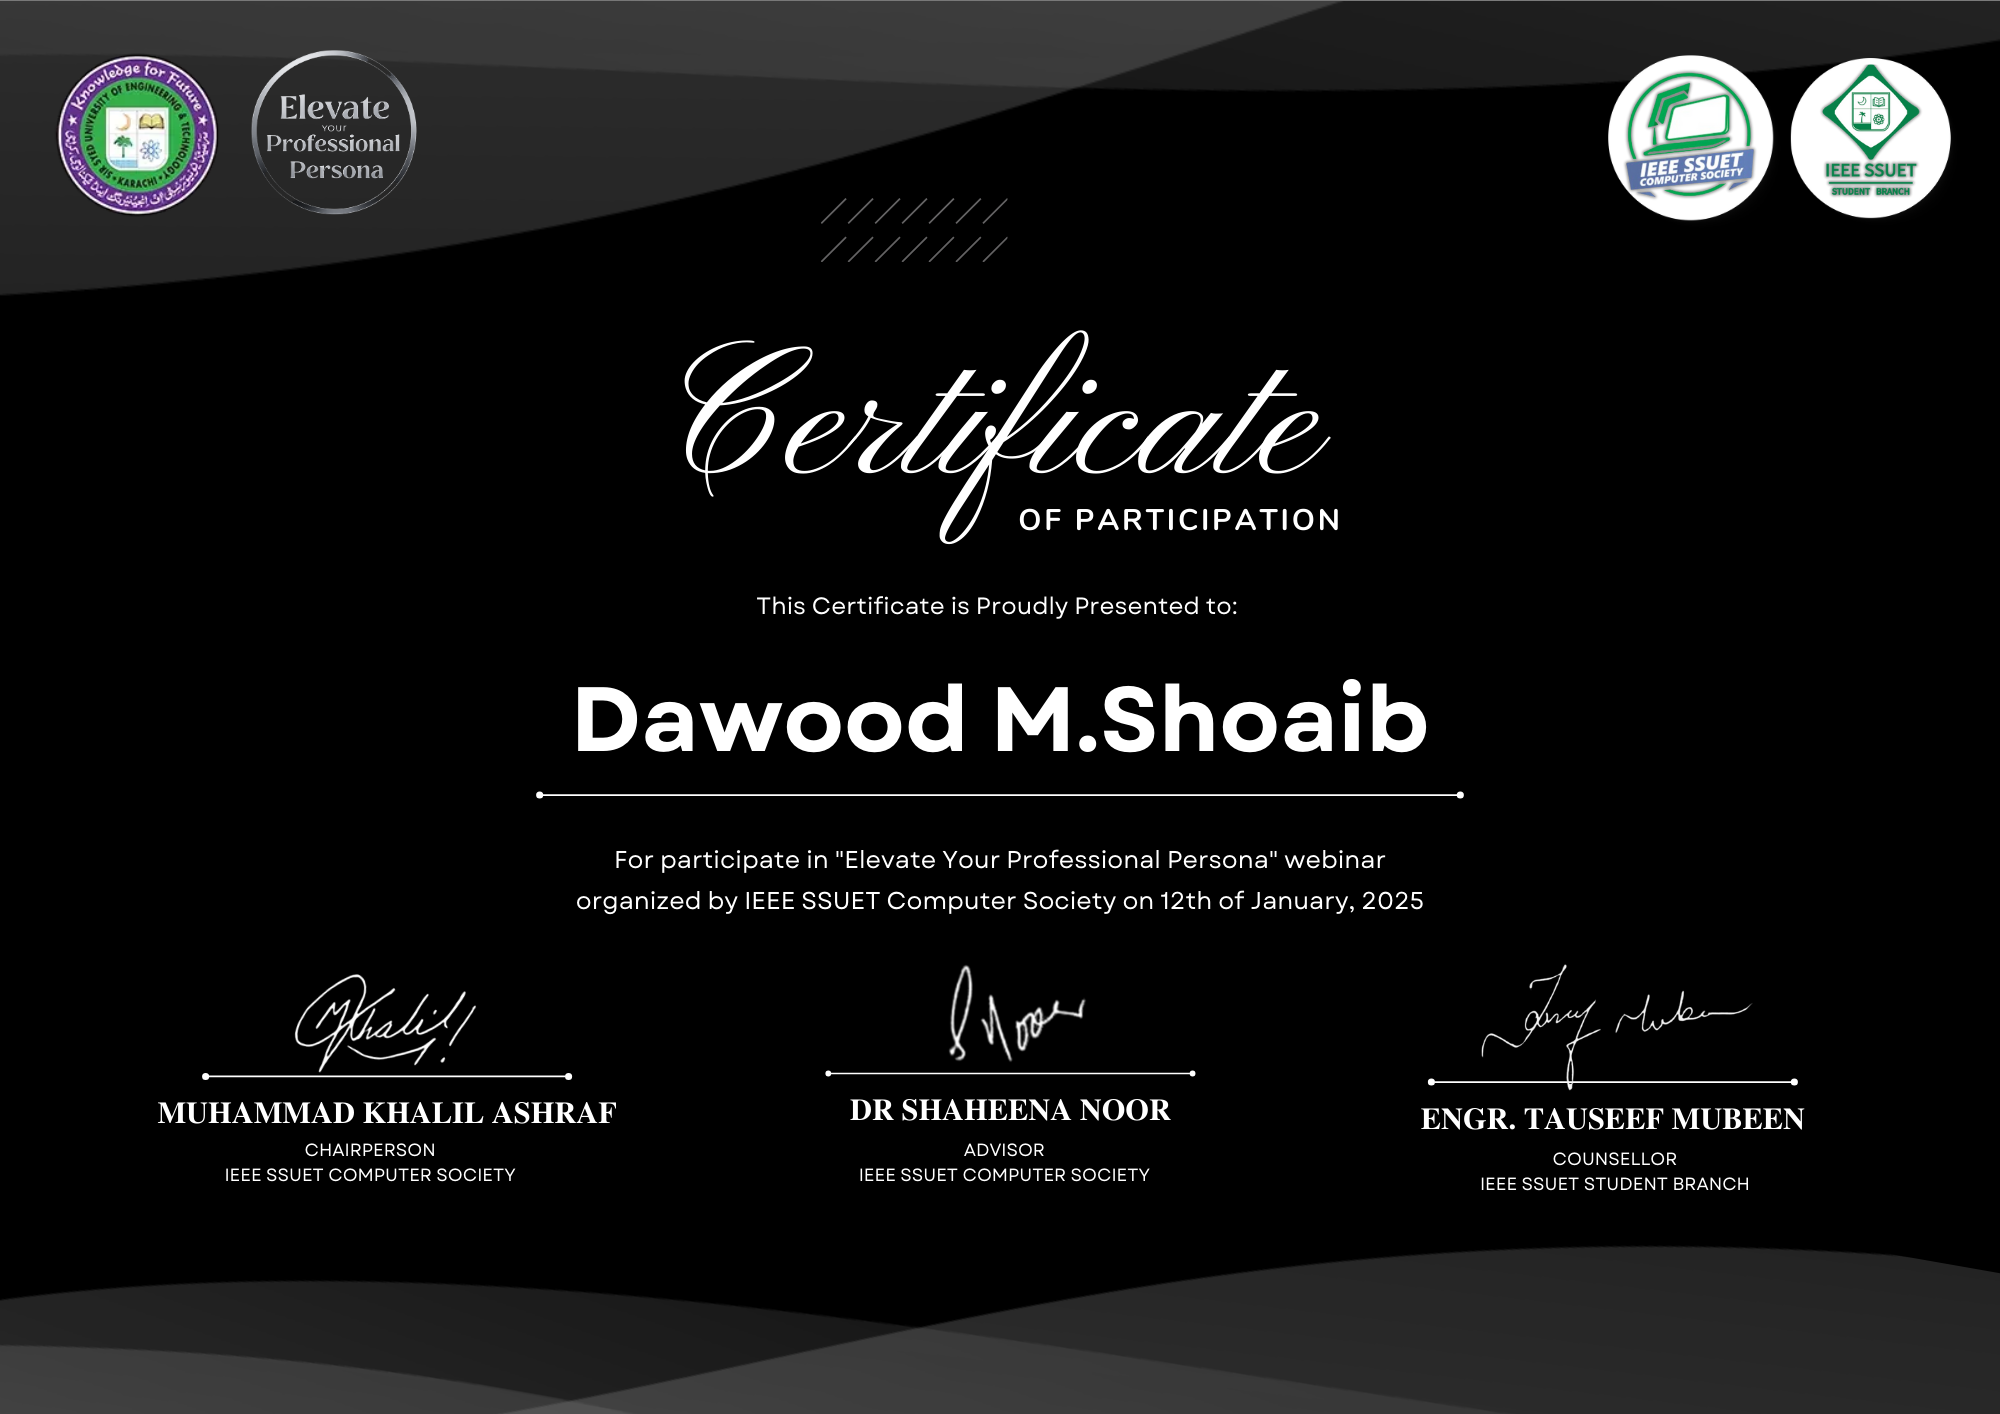 Knowledge for Future
SIR SYED UNIVERSITY OF ENGINEERING & TECHNOLOGY
KARACHI
Elevate
YOUR
Professional
Persona
IEEE SSUET
COMPUTER SOCIETY
IEEE SSUET
STUDENT BRANCH
Certificate
OF PARTICIPATION
This Certificate is Proudly Presented to:
Dawood M.Shoaib
For participate in "Elevate Your Professional Persona" webinar
organized by IEEE SSUET Computer Society on 12th of January, 2025
MKhalil
S Noor
MUHAMMAD KHALIL ASHRAF
CHAIRPERSON
IEEE SSUET COMPUTER SOCIETY
DR SHAHEENA NOOR
ADVISOR
IEEE SSUET COMPUTER SOCIETY
ENGR. TAUSEEF MUBEEN
COUNSELLOR
IEEE SSUET STUDENT BRANCH